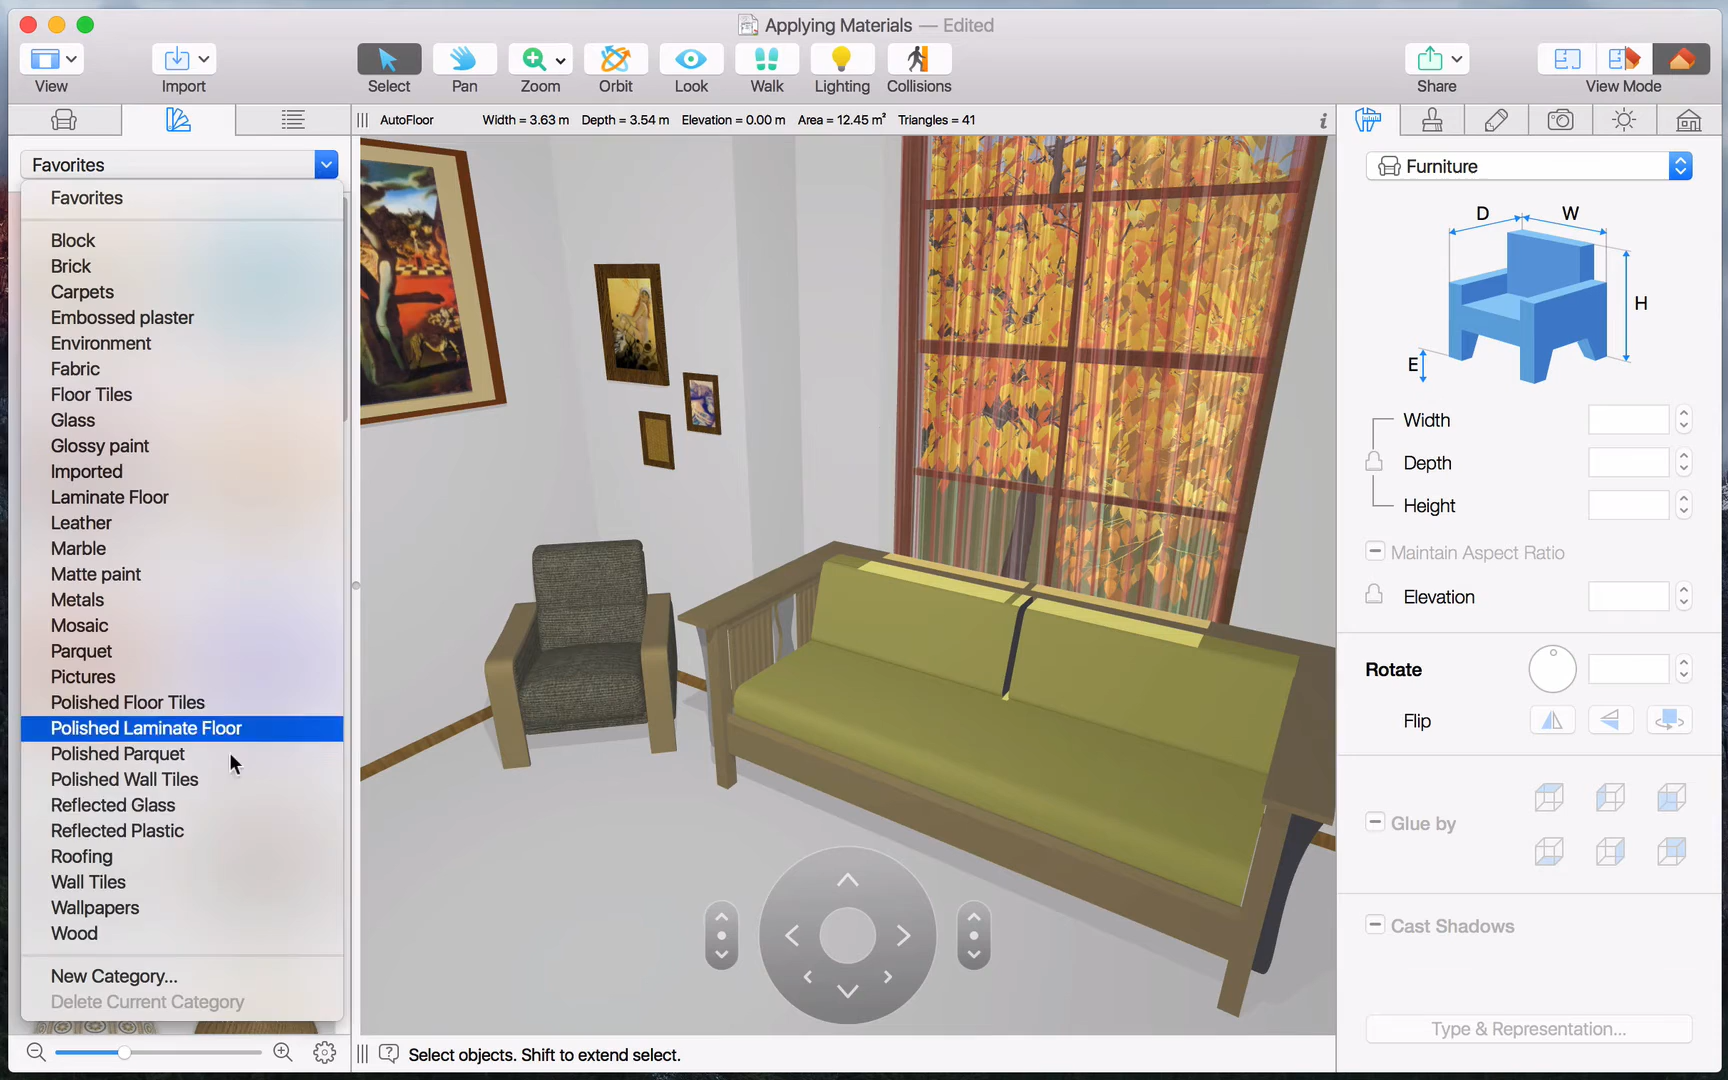 Applying Materials — Edited
View
Import
Select
Pan
Zoom
Orbit
Look
Walk
Lighting
Collisions
Share
View Mode
AutoFloor Width = 3.63 m Depth = 3.54 m Elevation = 0.00 m Area = 12.45 m² Triangles = 41
Favorites
Favorites
Block
Brick
Carpets
Embossed plaster
Environment
Fabric
Floor Tiles
Glass
Glossy paint
Imported
Laminate Floor
Leather
Marble
Matte paint
Metals
Mosaic
Parquet
Pictures
Polished Floor Tiles
Polished Laminate Floor
Polished Parquet
Polished Wall Tiles
Reflected Glass
Reflected Plastic
Roofing
Wall Tiles
Wallpapers
Wood
New Category...
Delete Current Category
Select objects. Shift to extend select.
Furniture
D W
H
E
Width
Depth
Height
Maintain Aspect Ratio
Elevation
Rotate
Flip
Glue by
Cast Shadows
Type & Representation...